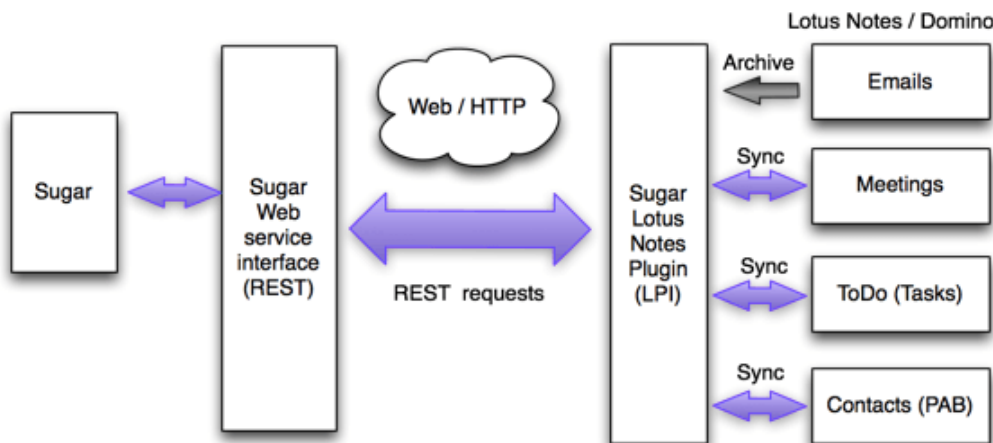 Lotus Notes / Domino
Archive
Emails
Web / HTTP
Sync
Meetings
Sugar
Sugar
Web
service
interface
(REST)
Sugar
Lotus
Notes
Plugin
(LPI)
REST requests
Sync
ToDo (Tasks)
Sync
Contacts (PAB)